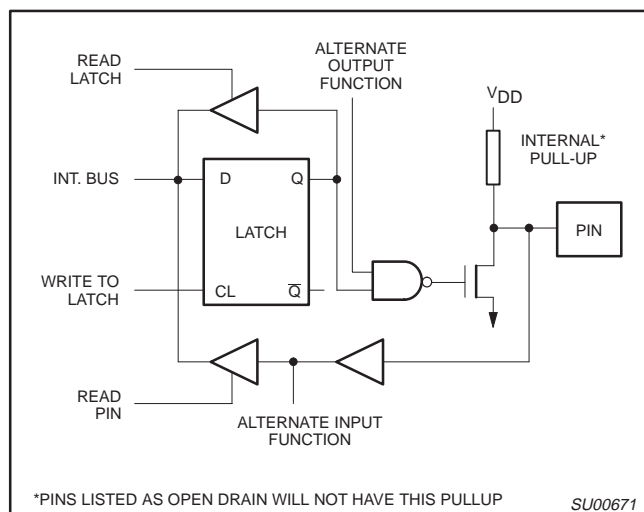 READ
LATCH
ALTERNATE
OUTPUT
FUNCTION
VDD
INTERNAL*
PULL-UP
INT. BUS
D
Q
LATCH
PIN
WRITE TO
LATCH
CL
Q̅
READ
PIN
ALTERNATE INPUT
FUNCTION
*PINS LISTED AS OPEN DRAIN WILL NOT HAVE THIS PULLUP
SU00671